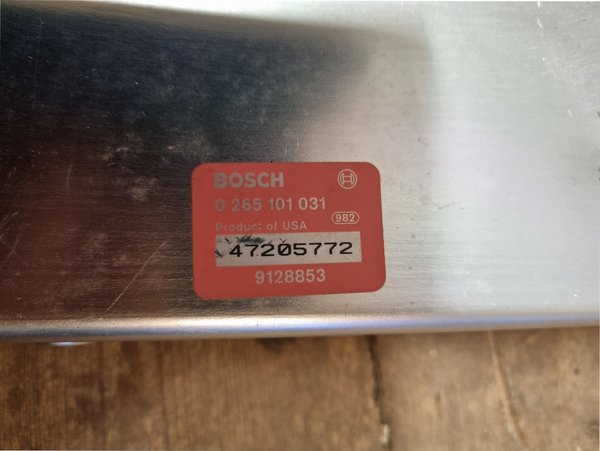 BOSCH
0 265 101 031
Product of USA 982
47205772
9128853